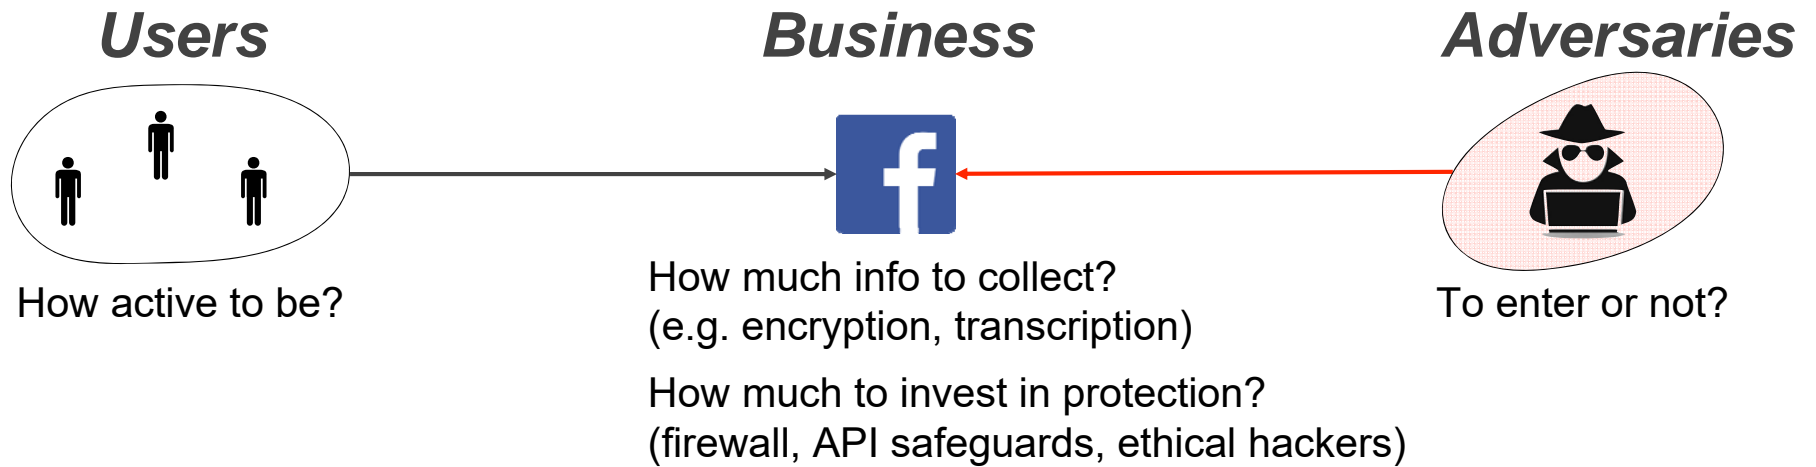 Users
Business
Adversaries
f
How active to be?
How much info to collect?
(e.g. encryption, transcription)
To enter or not?
How much to invest in protection?
(firewall, API safeguards, ethical hackers)